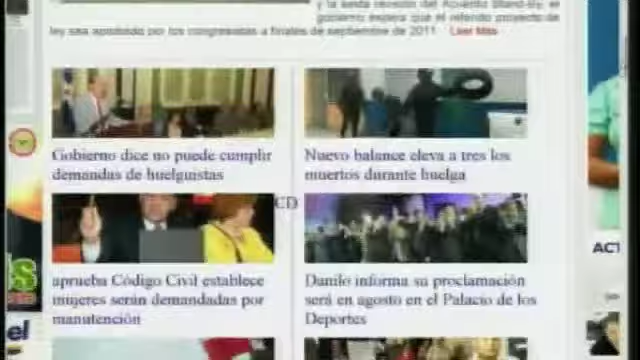 y la sexta revisión del Acuerdo Stand-By, el
gobierno espera que el referido proyecto de
ley sea aprobado por los congresistas a finales de septiembre de 2011. Leer Más
Gobierno dice no puede cumplir
demandas de huelguistas
Nuevo balance eleva a tres los
muertos durante huelga
CD
aprueba Código Civil establece
mujeres serán demandadas por
manutención
Danilo informa su proclamación
será en agosto en el Palacio de los
Deportes
ACT
el